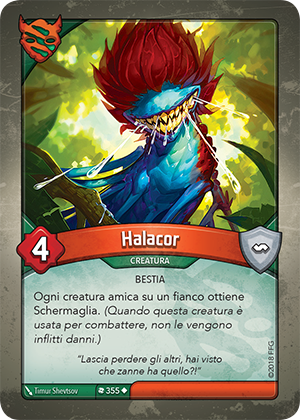 Halacor
4
CREATURA
BESTIA
Ogni creatura amica su un fianco ottiene
Schermaglia. (Quando questa creatura è
usata per combattere, non le vengono
inflitti danni.)
“Lascia perdere gli altri, hai visto
che zanne ha quello?!”
©2018 FFG
Timur Shevtsov
355